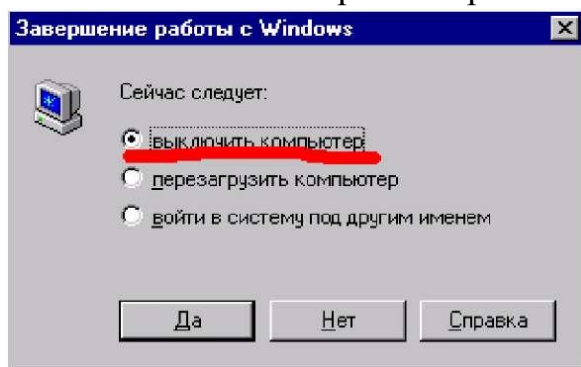 Завершение работы с Windows
Сейчас следует:
выключить компьютер
перезагрузить компьютер
войти в систему под другим именем
Да Нет Справка